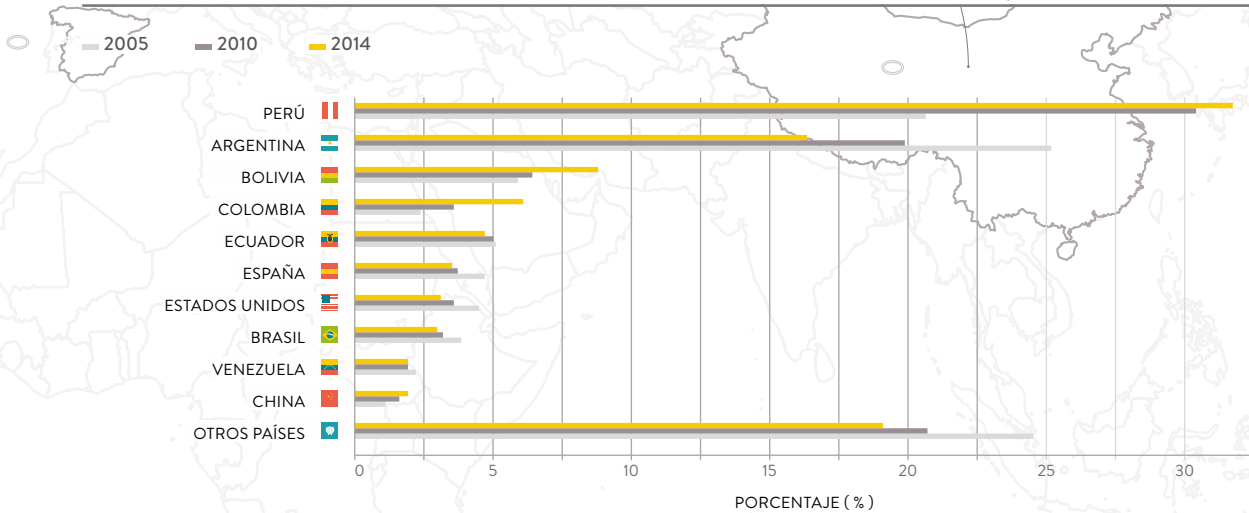 2005 2010 2014
PERÚ
ARGENTINA
BOLIVIA
COLOMBIA
ECUADOR
ESPAÑA
ESTADOS UNIDOS
BRASIL
VENEZUELA
CHINA
OTROS PAÍSES
0 5 10 15 20 25 30
PORCENTAJE ( % )